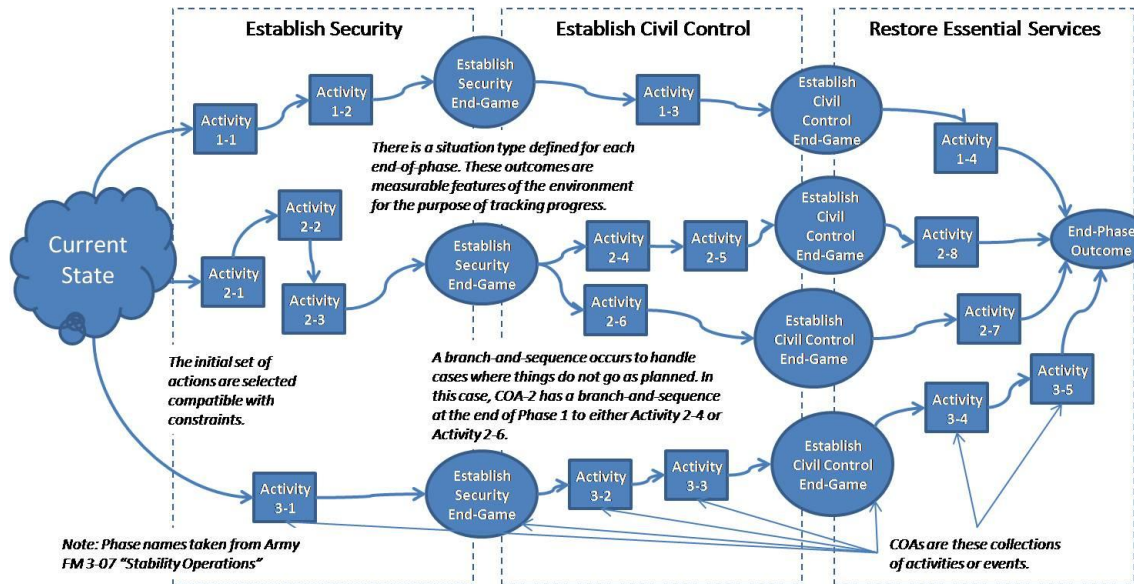 Establish Security
Establish Civil Control
Restore Essential Services
Establish
Security
End-Game
Activity
1-2
Activity
1-3
Establish
Civil
Control
End-Game
Activity
1-1
Activity
1-4
There is a situation type defined for each
end-of-phase. These outcomes are
measurable features of the environment
for the purpose of tracking progress.
Current
State
Activity
2-2
Activity
2-1
Activity
2-3
Establish
Security
End-Game
Activity
2-4
Activity
2-5
Establish
Civil
Control
End-Game
Activity
2-8
End-Phase
Outcome
Activity
2-6
Establish
Civil Control
End-Game
Activity
2-7
The initial set of
actions are selected
compatible with
constraints.
A branch-and-sequence occurs to handle
cases where things do not go as planned. In
this case, COA-2 has a branch-and-sequence
at the end of Phase 1 to either Activity 2-4 or
Activity 2-6.
Activity
3-5
Activity
3-4
Establish
Civil Control
End-Game
Activity
3-1
Establish
Security
End-Game
Activity
3-2
Activity
3-3
Note: Phase names taken from Army
FM 3-07 “Stability Operations”
COAs are these collections
of activities or events.